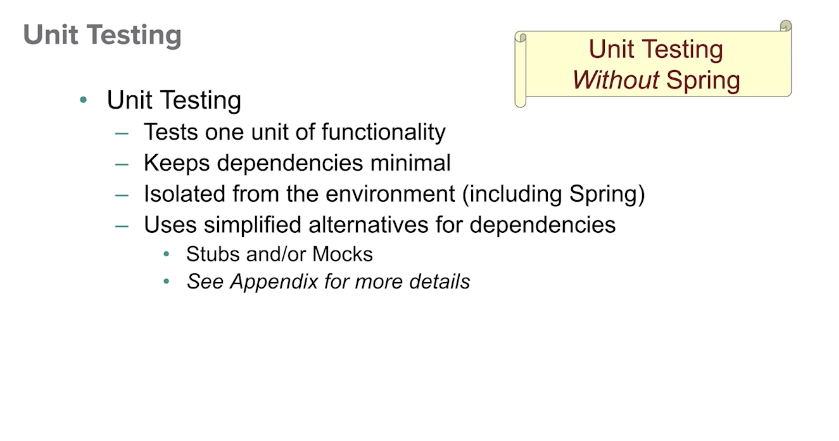 Unit Testing
Unit Testing
Without Spring
• Unit Testing
– Tests one unit of functionality
– Keeps dependencies minimal
– Isolated from the environment (including Spring)
– Uses simplified alternatives for dependencies
• Stubs and/or Mocks
• See Appendix for more details